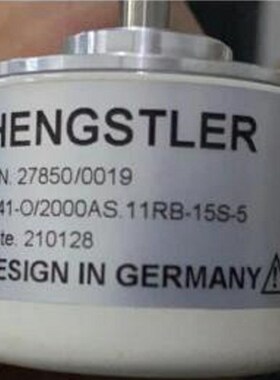 HENGSTLER
N. 27850/0019
41-O/2000AS.11RB-15S-5
te. 210128
ESIGN IN GERMANY